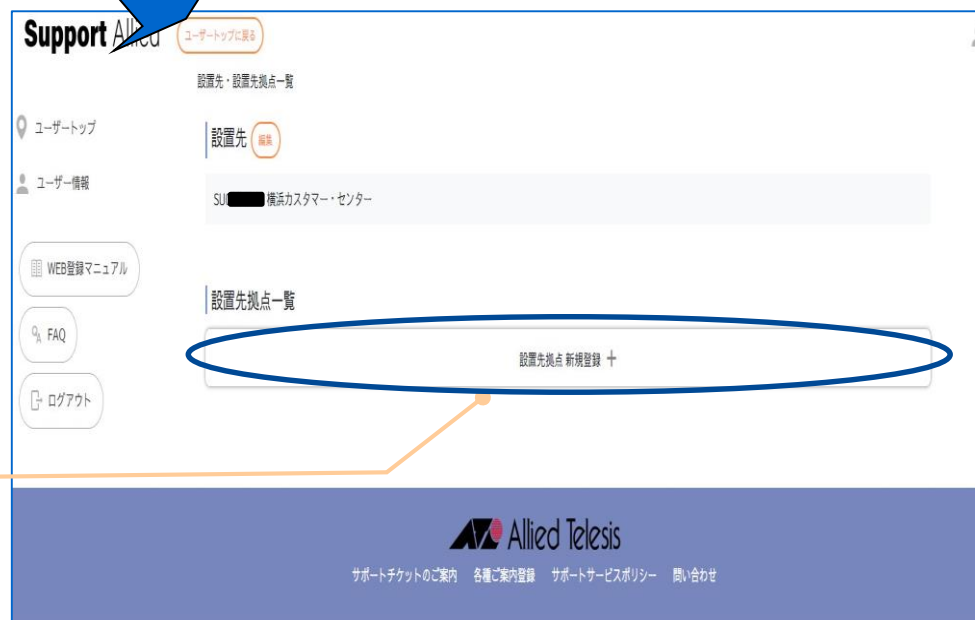 Support Allied
ユーザートップに戻る
設置先・設置先拠点一覧
ユーザートップ
ユーザー情報
WEB登録マニュアル
FAQ
ログアウト
設置先 編集
SUI 横浜カスタマー・センター
設置先拠点一覧
設置先拠点 新規登録 +
Allied Telesis
サポートチケットのご案内 各種ご案内登録 サポートサービスポリシー 問い合わせ